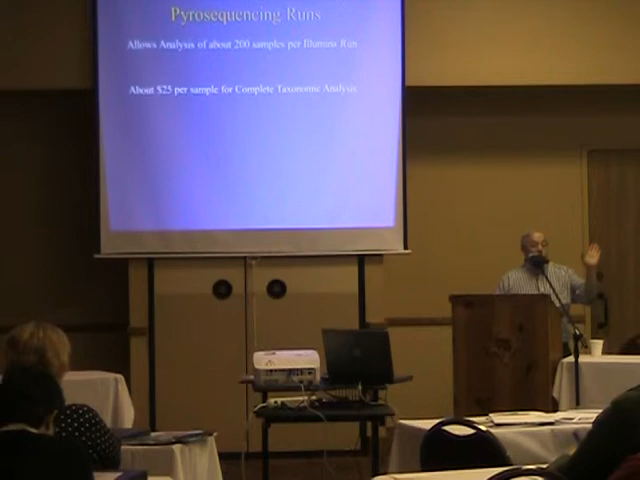 Pyrosequencing Runs
Allows Analysis of about 200 samples per Illumina Run
About $25 per sample for Complete Taxonomic Analysis